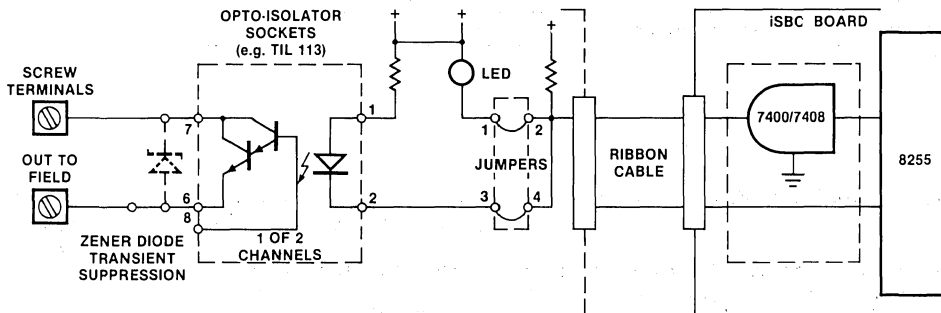 OPTO-ISOLATOR
SOCKETS
(e.g. TIL 113)
+
+
+
iSBC BOARD
SCREW
TERMINALS
LED
7400/7408
8255
7
1
1
2
JUMPERS
RIBBON
CABLE
OUT TO
FIELD
6
8
2
3
4
1 OF 2
CHANNELS
ZENER DIODE
TRANSIENT
SUPPRESSION